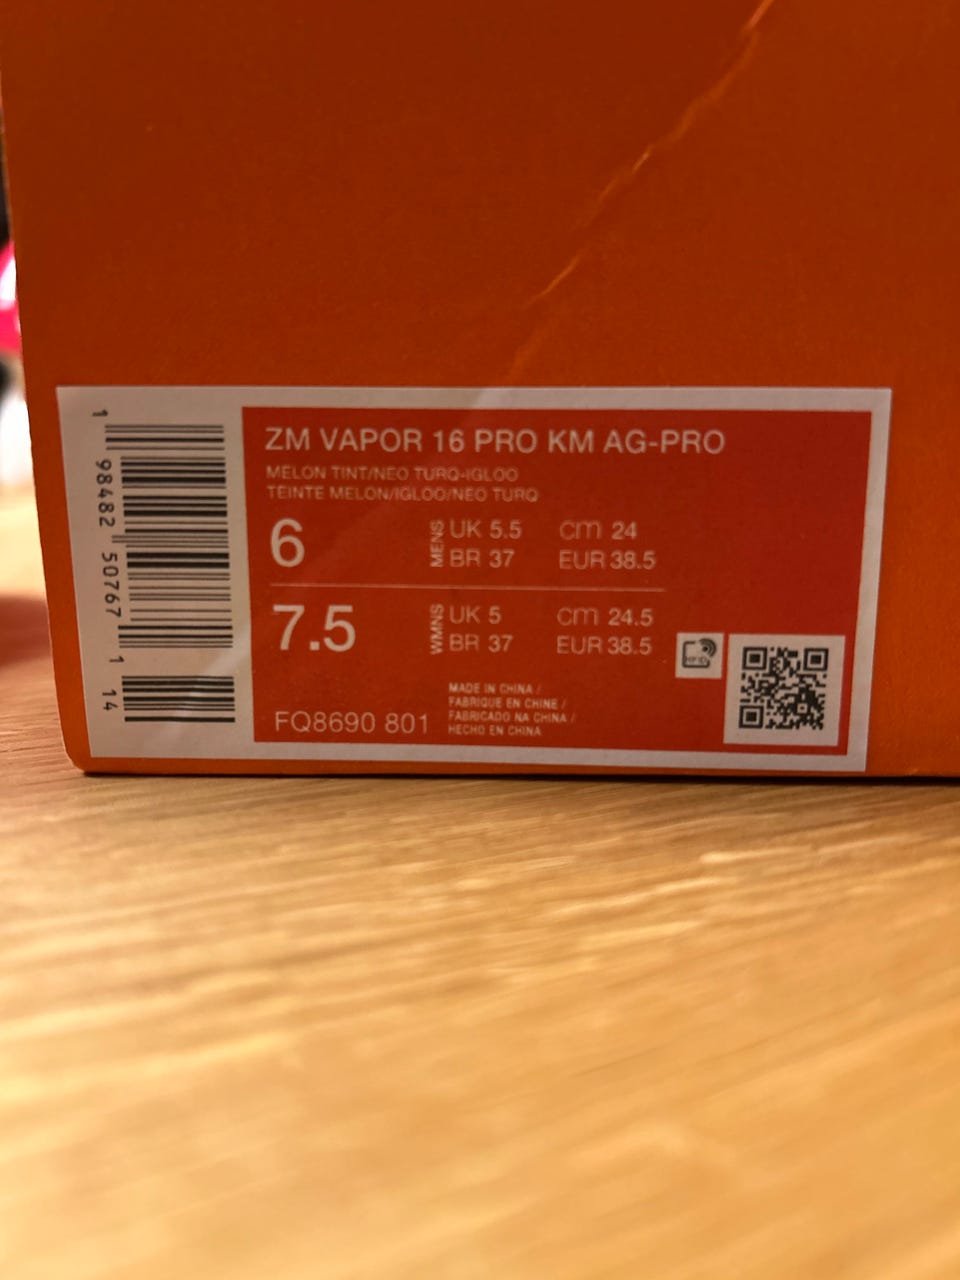 ZM VAPOR 16 PRO KM AG-PRO
MELON TINT/NEO TURQ-IGLOO
TEINTE MELON/IGLOO/NEO TURQ
6
MENS
UK 5.5 cm 24
BR 37 EUR 38.5
7.5
WMNS
UK 5 cm 24.5
BR 37 EUR 38.5
FQ8690 801
MADE IN CHINA /
FABRIQUE EN CHINE /
FABRICADO NA CHINA /
HECHO EN CHINA
RFID
1 98482 50767 1 14